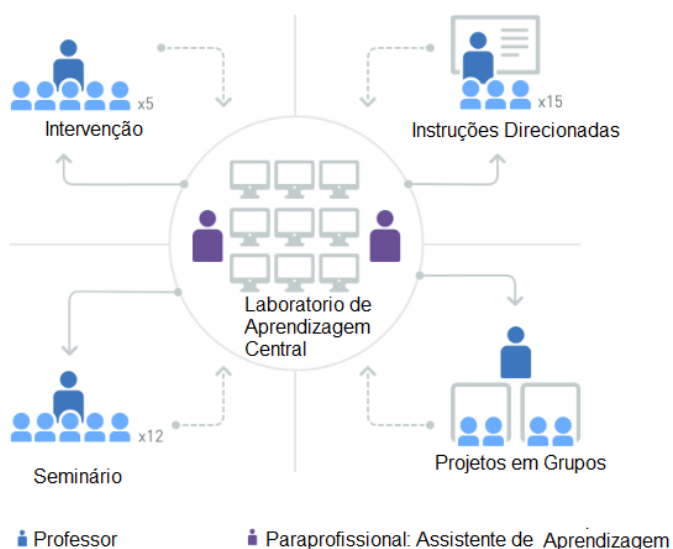 x5
Intervenção
x15
Instruções Direcionadas
Laboratorio de
Aprendizagem
Central
x12
Seminário
Projetos em Grupos
Professor
Paraprofissional: Assistente de Aprendizagem